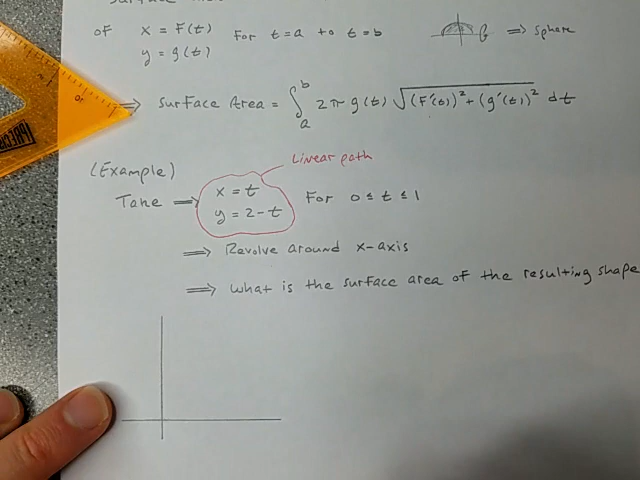 of x = F(t) For t=a to t=b => sphere
y = g(t)
=> Surface Area = ∫_a^b 2π g(t) √((F'(t))² + (g'(t))²) dt
(Example)
Linear path
Take => x = t For 0 ≤ t ≤ 1
y = 2-t
=> Revolve around x-axis
=> What is the surface area of the resulting shape